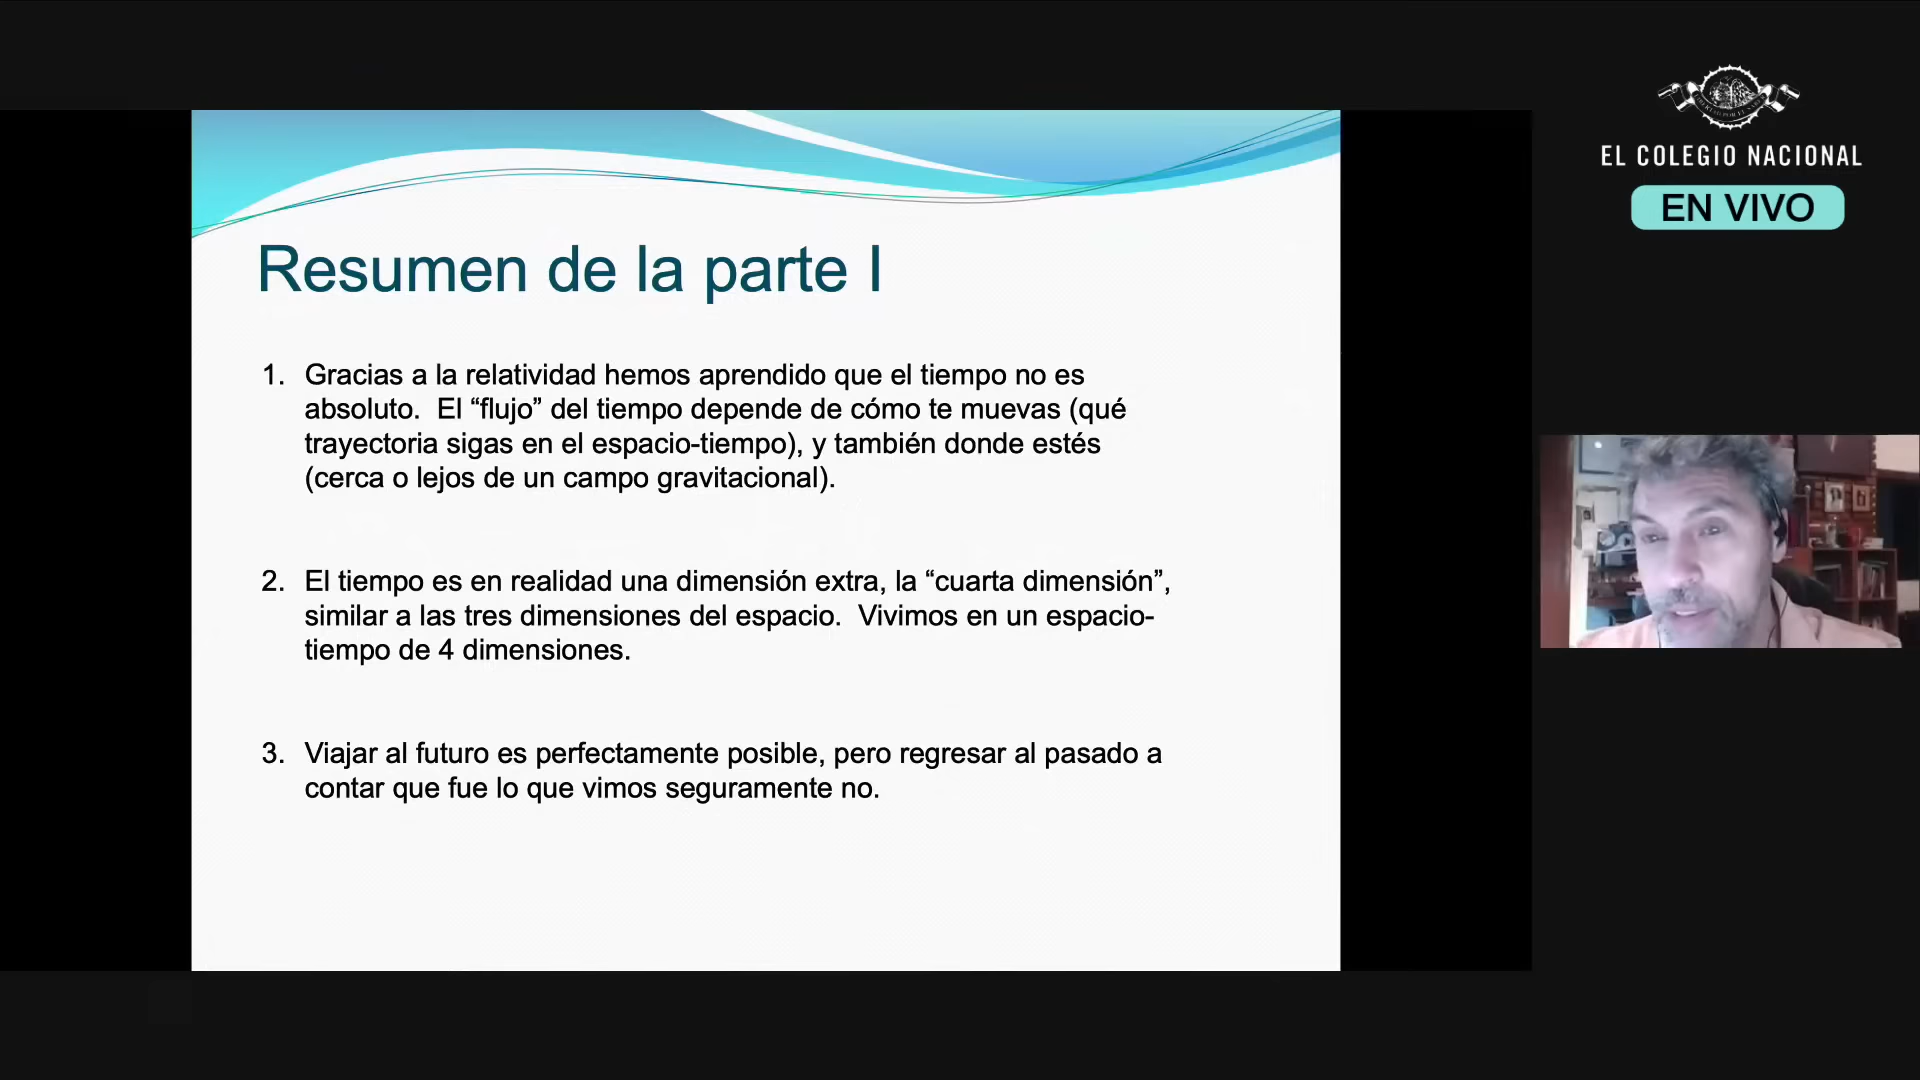 EL COLEGIO NACIONAL
EN VIVO
Resumen de la parte I
1. Gracias a la relatividad hemos aprendido que el tiempo no es
absoluto. El “flujo” del tiempo depende de cómo te muevas (qué
trayectoria sigas en el espacio-tiempo), y también donde estés
(cerca o lejos de un campo gravitacional).
2. El tiempo es en realidad una dimensión extra, la “cuarta dimensión”,
similar a las tres dimensiones del espacio. Vivimos en un espacio-
tiempo de 4 dimensiones.
3. Viajar al futuro es perfectamente posible, pero regresar al pasado a
contar que fue lo que vimos seguramente no.